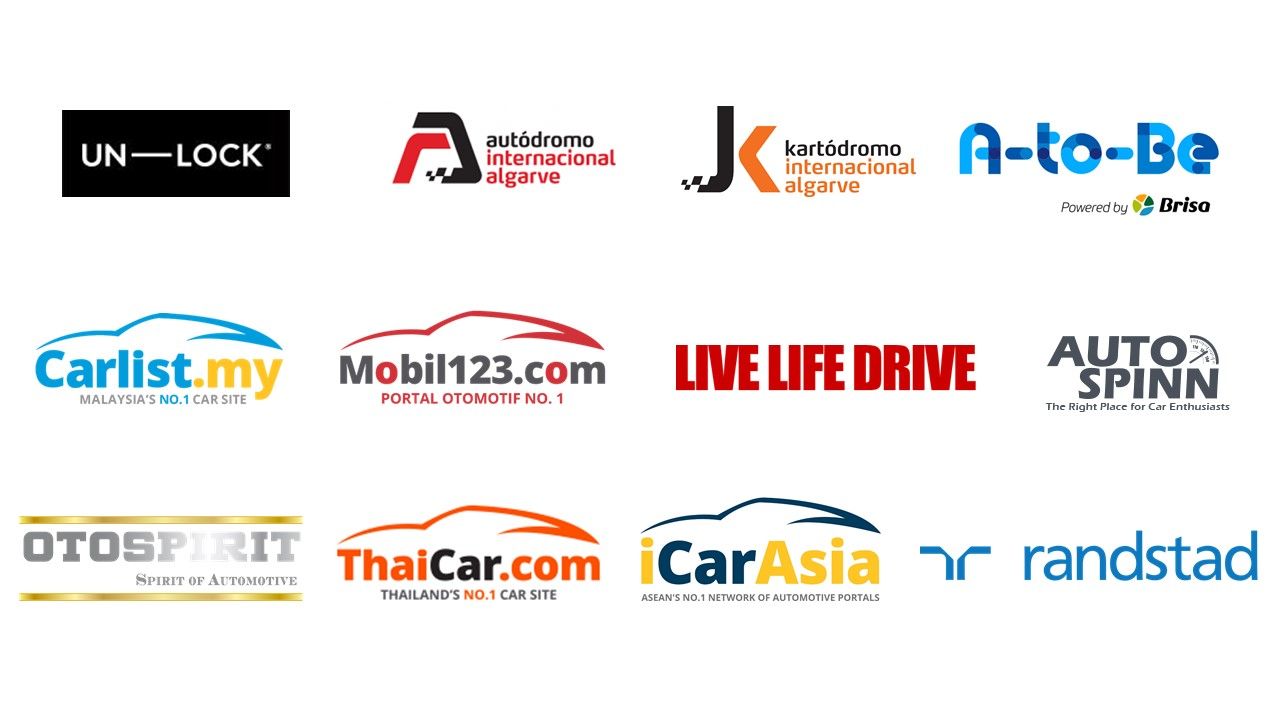 UN—LOCK®
autódromo
internacional
algarve
kartódromo
internacional
algarve
A-to-Be
Powered by Brisa
Carlist.my
MALAYSIA'S NO.1 CAR SITE
Mobil123.com
PORTAL OTOMOTIF NO. 1
LIVE LIFE DRIVE
AUTO
SPINN
The Right Place for Car Enthusiasts
OTOSPIRIT
SPIRIT OF AUTOMOTIVE
ThaiCar.com
THAILAND'S NO.1 CAR SITE
iCarAsia
ASEAN'S NO.1 NETWORK OF AUTOMOTIVE PORTALS
randstad